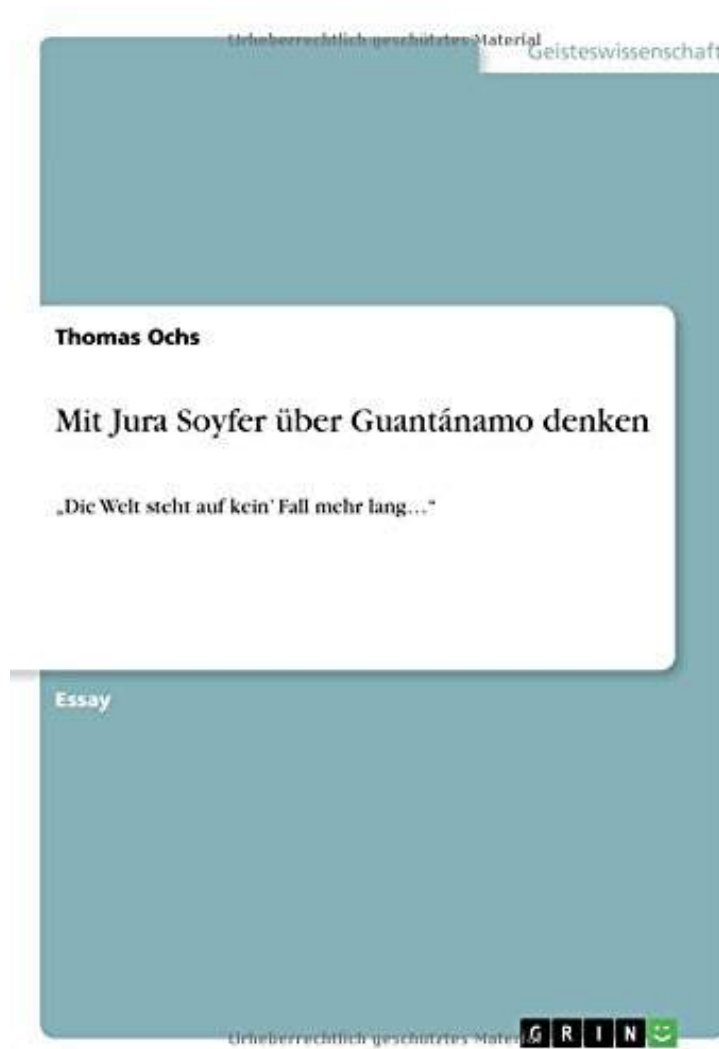 Urheberrechtlich geschütztes Material
Geisteswissenschaft
Thomas Ochs
Mit Jura Soyfer über Guantánamo denken
„Die Welt steht auf kein' Fall mehr lang…“
Essay
Urheberrechtlich geschütztes Material
GRIN